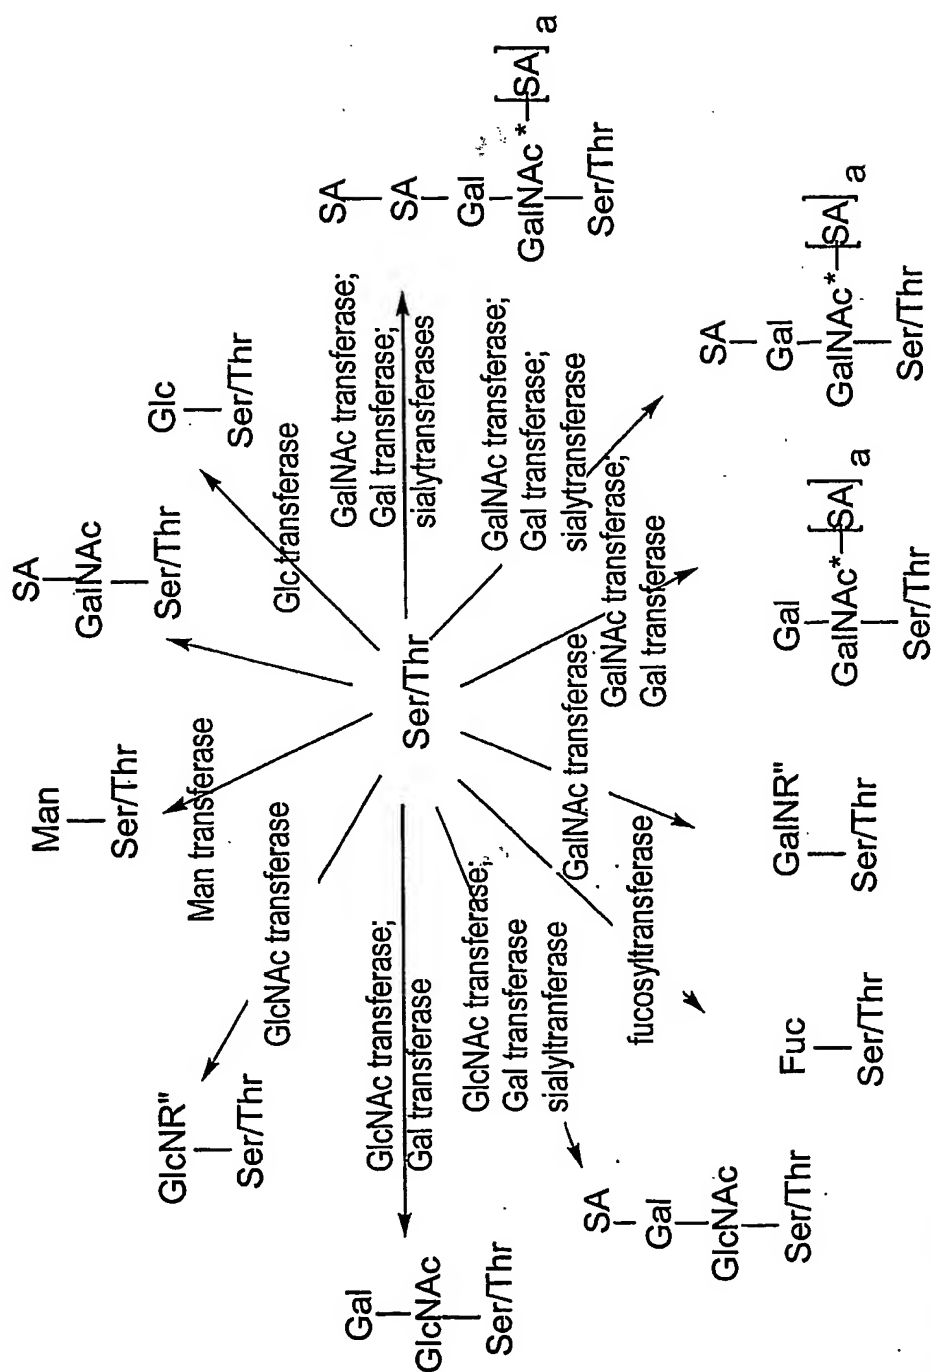 SA
GalNAc
Ser/Thr
Man
Ser/Thr
Man transferase
Glc
Ser/Thr
Glc transferase
GlcNR"
Ser/Thr
GlcNAc transferase
SA
SA
Gal
GalNAc*-[SA]a
Ser/Thr
GalNAc transferase;
Gal transferase;
sialytransferases
Gal
GlcNAc
Ser/Thr
GlcNAc transferase;
Gal transferase
Ser/Thr
GlcNAc transferase;
Gal transferase
sialyltranferase
GalNAc transferase;
Gal transferase;
sialytransferase
SA
Gal
GlcNAc
Ser/Thr
fucosyltransferase
GalNAc transferase
GalNAc transferase;
Gal transferase
SA
Gal
GalNAc*-[SA]a
Ser/Thr
Fuc
Ser/Thr
GalNR"
Ser/Thr
Gal
GalNAc*-[SA]a
Ser/Thr